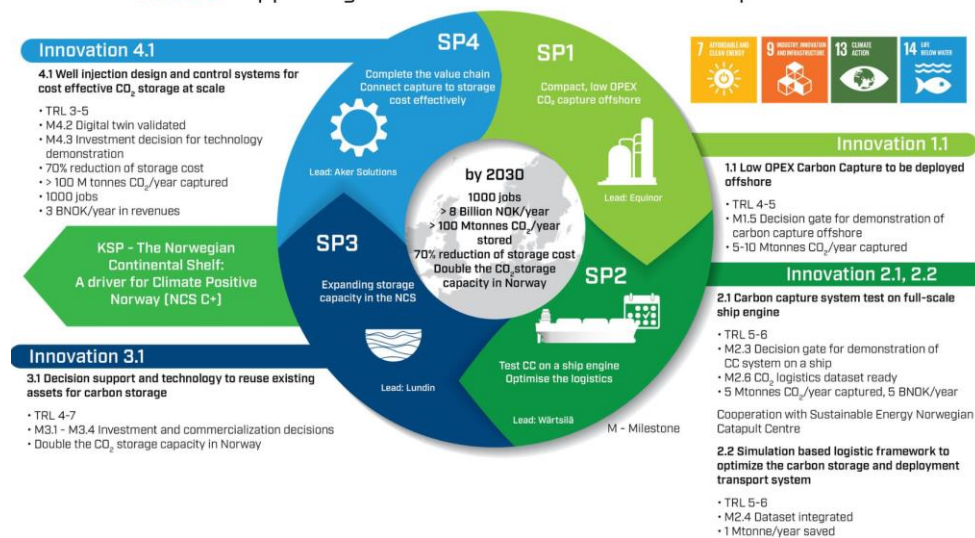 Innovation 4.1
4.1 Well injection design and control systems for
cost effective CO₂ storage at scale
• TRL 3-5
• M4.2 Digital twin validated
• M4.3 Investment decision for technology
demonstration
• 70% reduction of storage cost
• > 100 M tonnes CO₂/year captured
• 1000 jobs
• 3 BNOK/year in revenues
KSP - The Norwegian
Continental Shelf:
A driver for Climate Positive
Norway (NCS C+)
Innovation 3.1
3.1 Decision support and technology to reuse existing
assets for carbon storage
• TRL 4-7
• M3.1 - M3.4 Investment and commercialization decisions
• Double the CO₂ storage capacity in Norway
SP4
Complete the value chain
Connect capture to storage
cost effectively
Lead: Aker Solutions
SP1
Compact, low OPEX
CO₂ capture offshore
Lead: Equinor
by 2030
1000 jobs
> 8 Billion NOK/year
> 100 Mtonnes CO₂/year
stored
70% reduction of storage cost
Double the CO₂storage
capacity in Norway
SP3
Expanding storage
capacity in the NCS
Lead: Lundin
SP2
Test CC on a ship engine
Optimise the logistics
Lead: Wärtsilä
M - Milestone
7 AFFORDABLE AND
CLEAN ENERGY
9 INDUSTRY, INNOVATION
AND INFRASTRUCTURE
13 CLIMATE
ACTION
14 LIFE
BELOW WATER
Innovation 1.1
1.1 Low OPEX Carbon Capture to be deployed
offshore
• TRL 4-5
• M1.5 Decision gate for demonstration of
carbon capture offshore
• 5-10 Mtonnes CO₂/year captured
Innovation 2.1, 2.2
2.1 Carbon capture system test on full-scale
ship engine
• TRL 5-6
• M2.3 Decision gate for demonstration of
CC system on a ship
• M2.6 CO₂ logistics dataset ready
• 5 Mtonnes CO₂/year captured, 5 BNOK/year
Cooperation with Sustainable Energy Norwegian
Catapult Centre
2.2 Simulation based logistic framework to
optimize the carbon storage and deployment
transport system
• TRL 5-6
• M2.4 Dataset integrated
• 1 Mtonne/year saved